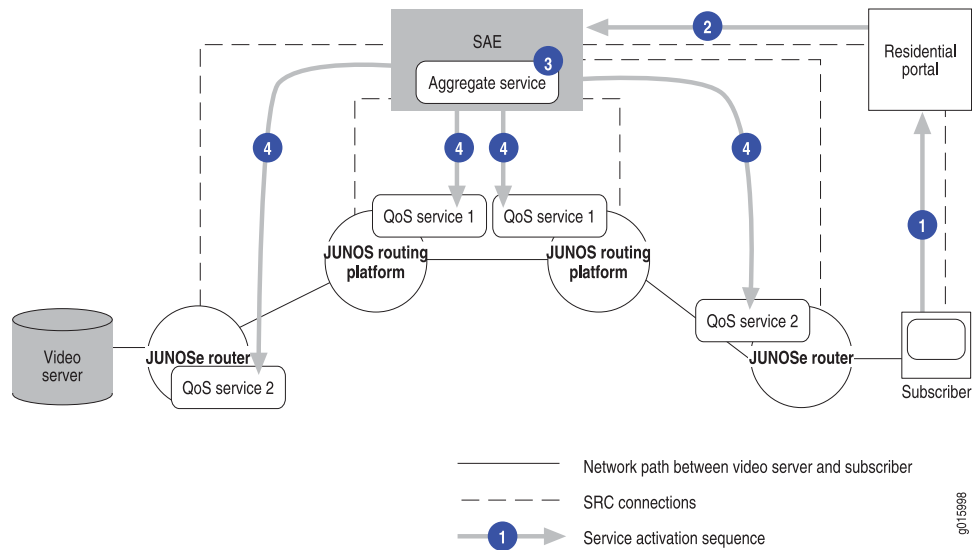 2
SAE
3
Residential
portal
Aggregate service
4
4
4
4
1
QoS service 1
QoS service 1
JUNOS routing
platform
JUNOS routing
platform
QoS service 2
Video
server
JUNOSe router
JUNOSe router
QoS service 2
Subscriber
Network path between video server and subscriber
SRC connections
1
Service activation sequence
g015998